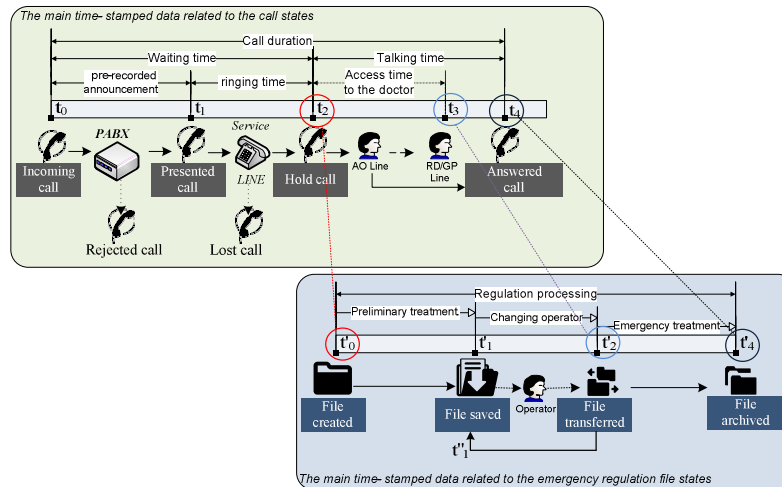 The main time- stamped data related to the call states
Call duration
Waiting time
Talking time
pre-recorded
announcement
ringing time
Access time
to the doctor
t0
t1
t2
t3
t4
PABX
Service
LINE
AO Line
RD/GP
Line
Incoming
call
Presented
call
Hold call
Answered
call
Rejected call
Lost call
Regulation processing
Preliminary treatment
Changing operator
Emergency treatment
t'0
t'1
t'2
t'4
File
created
File saved
Operator
File
transferred
File
archived
t''1
The main time- stamped data related to the emergency regulation file states